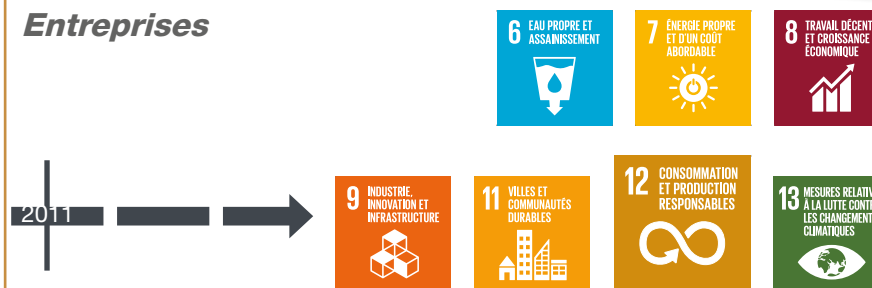 Entreprises
6 EAU PROPRE ET
ASSAINISSEMENT
7 ÉNERGIE PROPRE
ET D'UN COÛT
ABORDABLE
8 TRAVAIL DÉCENT
ET CROISSANCE
ÉCONOMIQUE
2011
9 INDUSTRIE,
INNOVATION ET
INFRASTRUCTURE
11 VILLES ET
COMMUNAUTÉS
DURABLES
12 CONSOMMATION
ET PRODUCTION
RESPONSABLES
13 MESURES RELATIV
À LA LUTTE CONT
LES CHANGEMENT
CLIMATIQUES